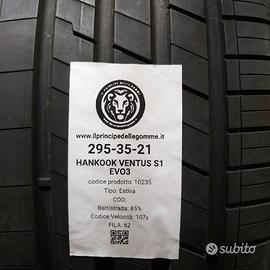 www.ilprincipedellegomme.it
295-35-21
HANKOOK VENTUS S1
EVO3
codice prodotto: 10235
Tipo: Estiva
COD:
Battistrada: 85%
Codice Velocità: 107y
FILA: 62
subito